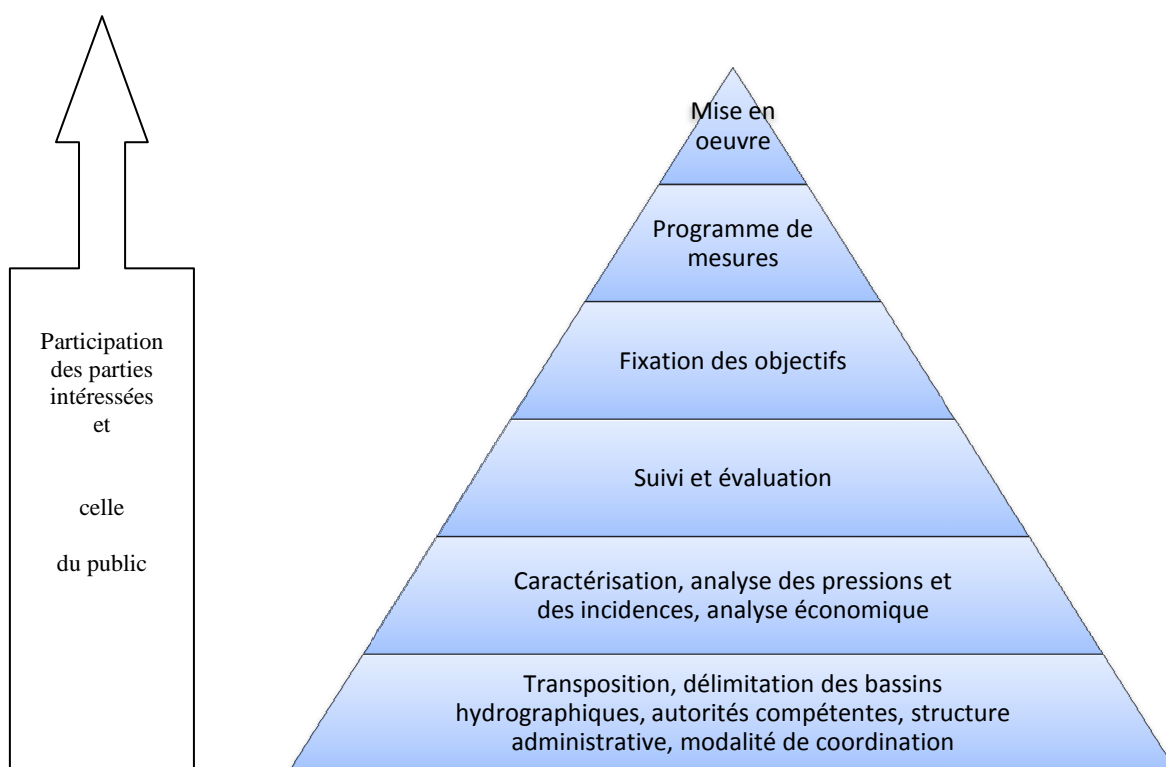 Participation
des parties
intéressées
et
celle
du public
Mise en
oeuvre
Programme de
mesures
Fixation des objectifs
Suivi et évaluation
Caractérisation, analyse des pressions et
des incidences, analyse économique
Transposition, délimitation des bassins
hydrographiques, autorités compétentes, structure
administrative, modalité de coordination